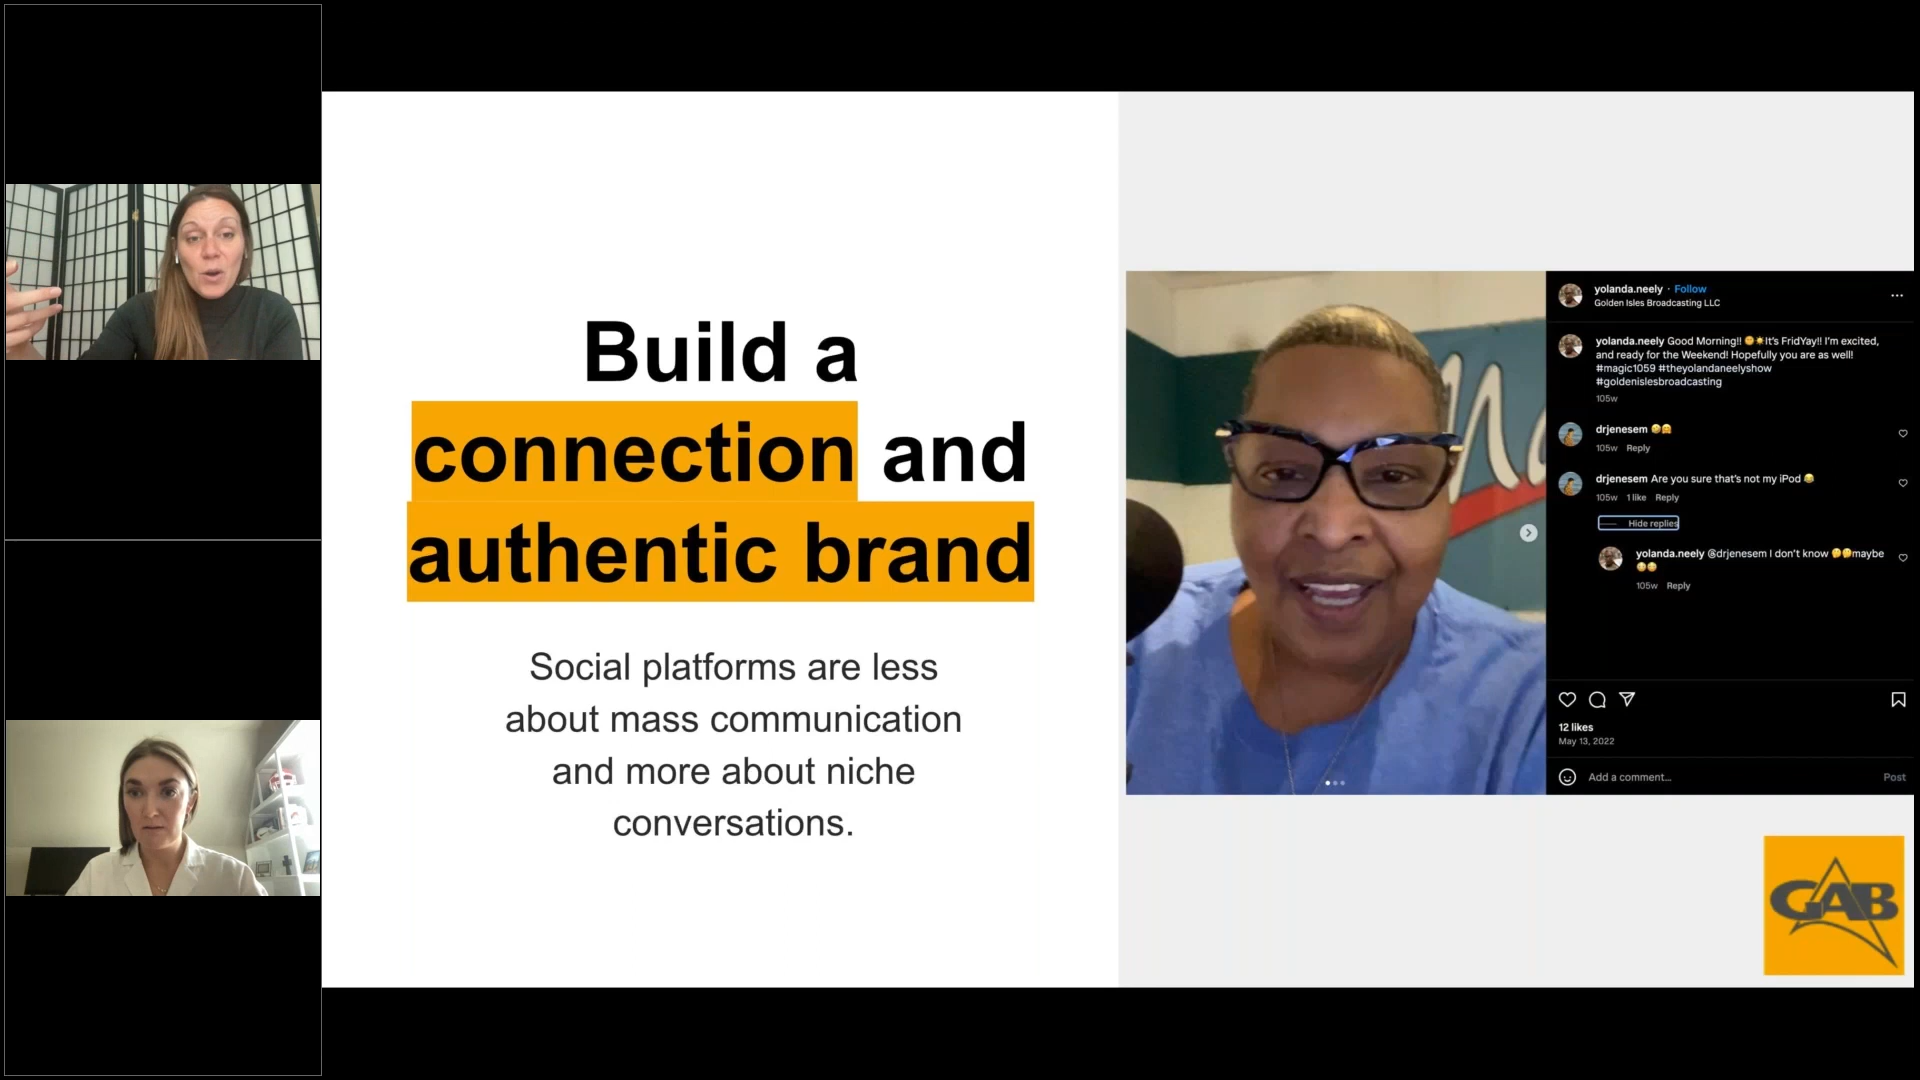 Build a
connection and
authentic brand
Social platforms are less
about mass communication
and more about niche
conversations.
yolanda.neely · Follow
Golden Isles Broadcasting LLC
yolanda.neely Good Morning!! 🌞☀️It's FridYay!! I'm excited,
and ready for the Weekend! Hopefully you are as well!
#magic1059 #theyolandaneelyshow
#goldenislesbroadcasting
105w
drjenesem 🤣🤗
105w Reply
drjenesem Are you sure that's not my iPod 😂
105w 1 like Reply
Hide replies
yolanda.neely @drjenesem I don't know 🤔🤔maybe
105w Reply
12 likes
May 13, 2022
Add a comment...
Post
GAB